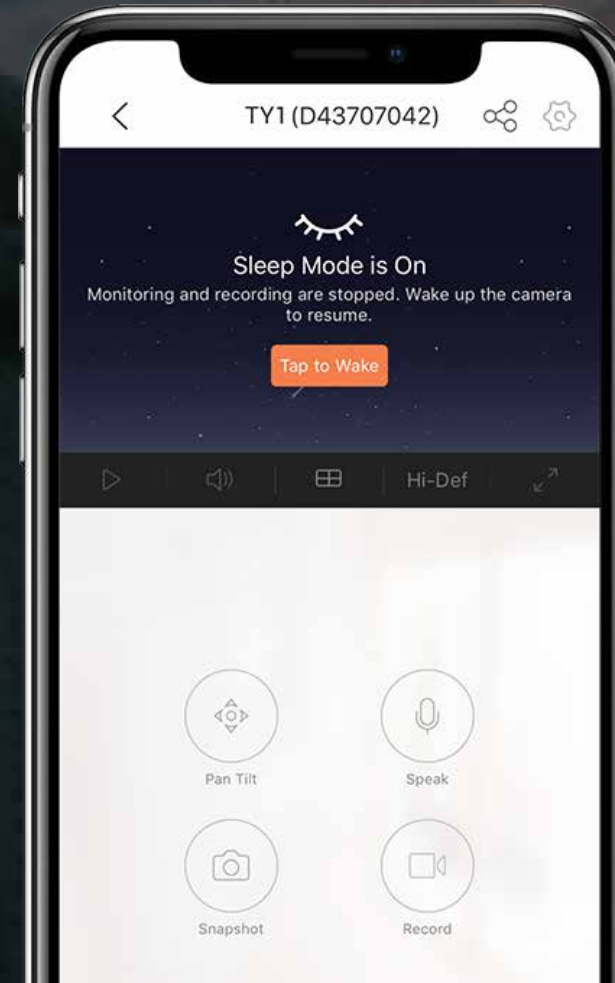 TY1 (D43707042)
Sleep Mode is On
Monitoring and recording are stopped. Wake up the camera
to resume.
Tap to Wake
Hi-Def
Pan Tilt
Speak
Snapshot
Record